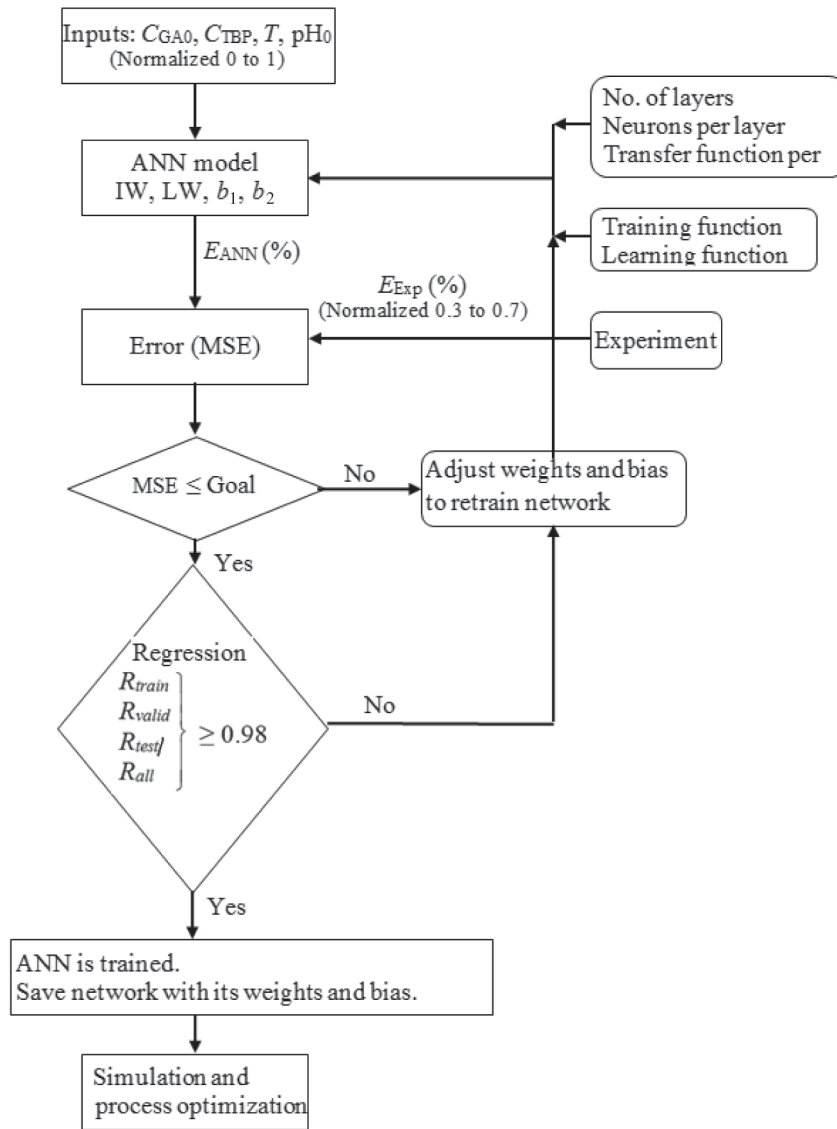 Inputs: CGA0, CTBP, T, pH0
(Normalized 0 to 1)
No. of layers
Neurons per layer
Transfer function per
ANN model
IW, LW, b1, b2
Training function
Learning function
EANN (%)
EExp (%)
(Normalized 0.3 to 0.7)
Error (MSE)
Experiment
MSE ≤ Goal
No
Adjust weights and bias
to retrain network
Yes
Regression
Rtrain
Rvalid
Rtest
Rall
≥ 0.98
No
Yes
ANN is trained.
Save network with its weights and bias.
Simulation and
process optimization